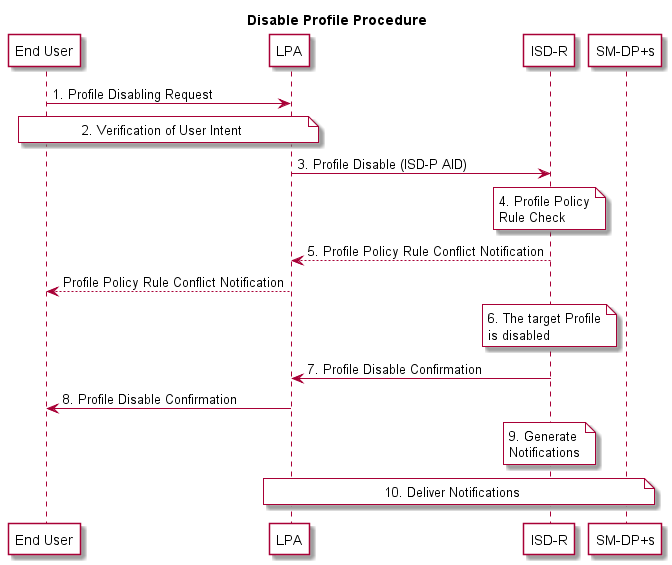 Disable Profile Procedure
End User
LPA
ISD-R
SM-DP+s
1. Profile Disabling Request
2. Verification of User Intent
3. Profile Disable (ISD-P AID)
4. Profile Policy
Rule Check
5. Profile Policy Rule Conflict Notification
Profile Policy Rule Conflict Notification
6. The target Profile
is disabled
7. Profile Disable Confirmation
8. Profile Disable Confirmation
9. Generate
Notifications
10. Deliver Notifications
End User
LPA
ISD-R
SM-DP+s